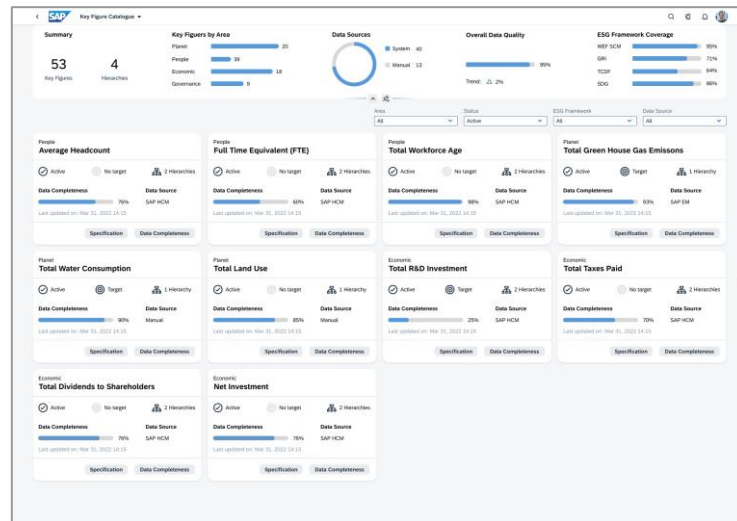 SAP Key Figure Catalogue
Summary
53
Key Figures
4
Hierarchies
Key Figuers by Area
Planet 20
People 39
Economic 18
Governance 9
Data Sources
System 40
Manual 13
Overall Data Quality
95%
Trend: △ 2%
ESG Framework Coverage
WEF SCM 95%
GRI 71%
TCDF 64%
SDG 86%
Area
All
Status
Active
ESG Framework
All
Data Source
All
People
Average Headcount
Active No target 2 Hierarchies
Data Completeness Data Source
76% SAP HCM
Last updated on: Mar 31, 2022 14:15
Specification Data Completeness
People
Full Time Equivalent (FTE)
Active No target 2 Hierarchies
Data Completeness Data Source
60% SAP HCM
Last updated on: Mar 31, 2022 14:15
Specification Data Completeness
People
Total Workforce Age
Active No target 2 Hierarchies
Data Completeness Data Source
98% SAP HCM
Last updated on: Mar 31, 2022 14:15
Specification Data Completeness
Planet
Total Green House Gas Emissons
Active Target 1 Hierarchy
Data Completeness Data Source
93% SAP EM
Last updated on: Mar 31, 2022 14:15
Specification Data Completeness
Planet
Total Water Consumption
Active Target 1 Hierarchy
Data Completeness Data Source
90% Manual
Last updated on: Mar 31, 2022 14:15
Specification Data Completeness
Planet
Total Land Use
Active No target 1 Hierarchy
Data Completeness Data Source
85% Manual
Last updated on: Mar 31, 2022 14:15
Specification Data Completeness
Economic
Total R&D Investment
Active Target 2 Hierarchies
Data Completeness Data Source
25% SAP HCM
Last updated on: Mar 31, 2022 14:15
Specification Data Completeness
Economic
Total Taxes Paid
Active No target 2 Hierarchies
Data Completeness Data Source
70% SAP HCM
Last updated on: Mar 31, 2022 14:15
Specification Data Completeness
Economic
Total Dividends to Shareholders
Active No target 2 Hierarchies
Data Completeness Data Source
76% SAP HCM
Last updated on: Mar 31, 2022 14:15
Specification Data Completeness
Economic
Net Investment
Active No target 2 Hierarchies
Data Completeness Data Source
76% SAP HCM
Last updated on: Mar 31, 2022 14:15
Specification Data Completeness